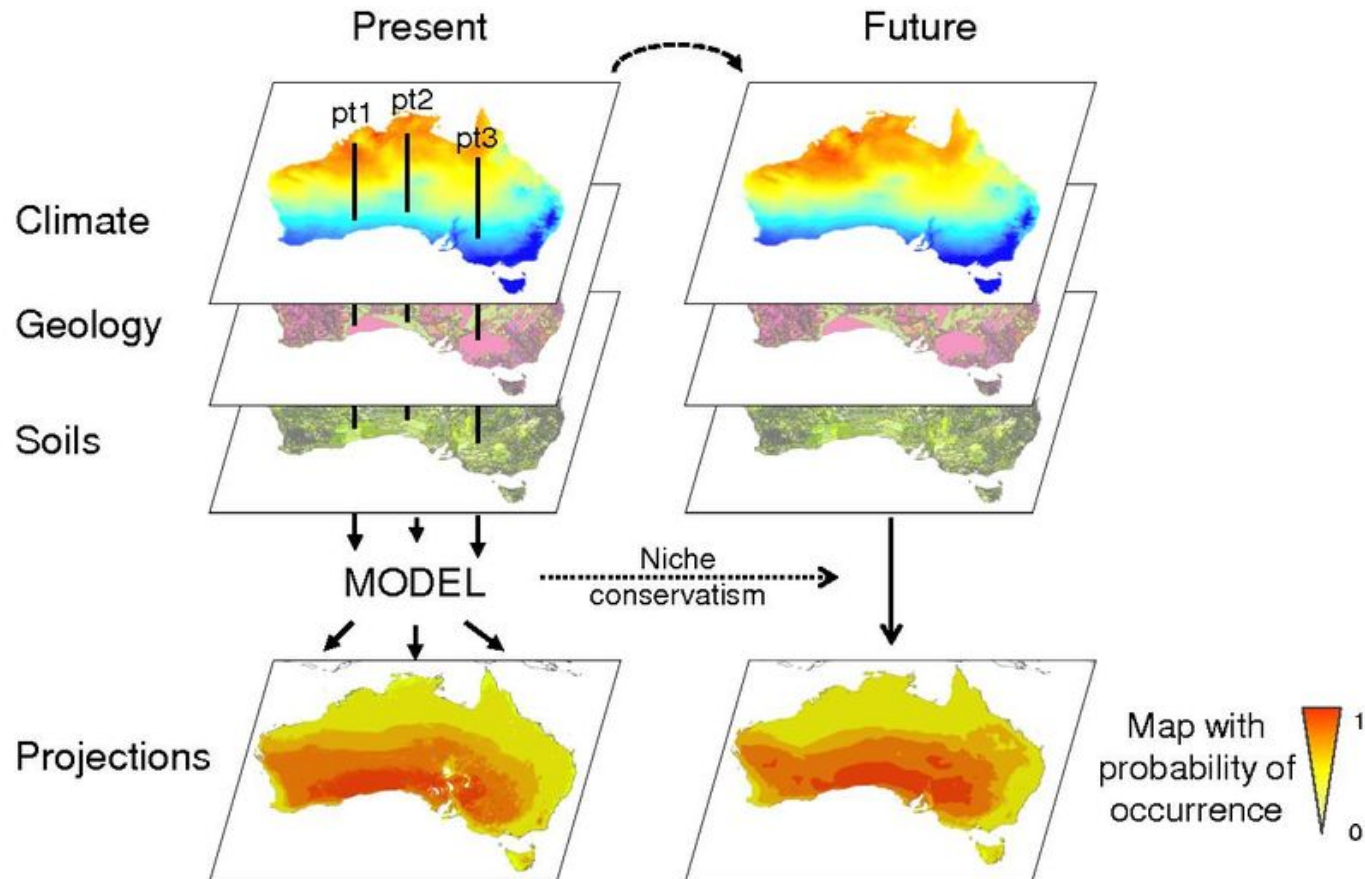 Present
Future
pt1
pt2
pt3
Climate
Geology
Soils
MODEL
Niche
conservatism
Projections
Map with
probability of
occurrence
1
0